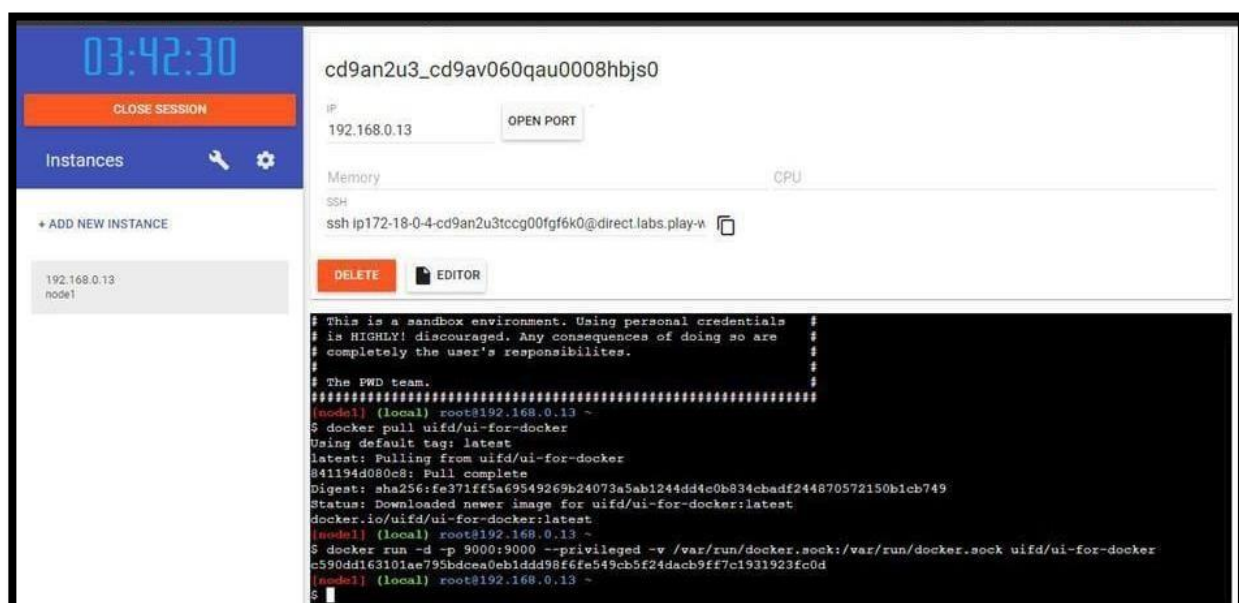 03:42:30
CLOSE SESSION
Instances
+ ADD NEW INSTANCE
192.168.0.13
node1
cd9an2u3_cd9av060qau0008hbjs0
IP
192.168.0.13
OPEN PORT
Memory
CPU
SSH
ssh ip172-18-0-4-cd9an2u3tccg00fgf6k0@direct.labs.play-w
DELETE
EDITOR
# This is a sandbox environment. Using personal credentials #
# is HIGHLY! discouraged. Any consequences of doing so are #
# completely the user's responsibilites. #
# #
# The PWD team. #
###############################################################
[node1] (local) root@192.168.0.13 ~
$ docker pull uifd/ui-for-docker
Using default tag: latest
latest: Pulling from uifd/ui-for-docker
841194d080c8: Pull complete
Digest: sha256:fe371ff5a69549269b24073a5ab1244dd4c0b834cbadf244870572150b1cb749
Status: Downloaded newer image for uifd/ui-for-docker:latest
docker.io/uifd/ui-for-docker:latest
[node1] (local) root@192.168.0.13 ~
$ docker run -d -p 9000:9000 --privileged -v /var/run/docker.sock:/var/run/docker.sock uifd/ui-for-docker
c590dd163101ae795bdcea0eb1ddd98f6fe549cb5f24dacb9ff7c1931923fc0d
[node1] (local) root@192.168.0.13 ~
$